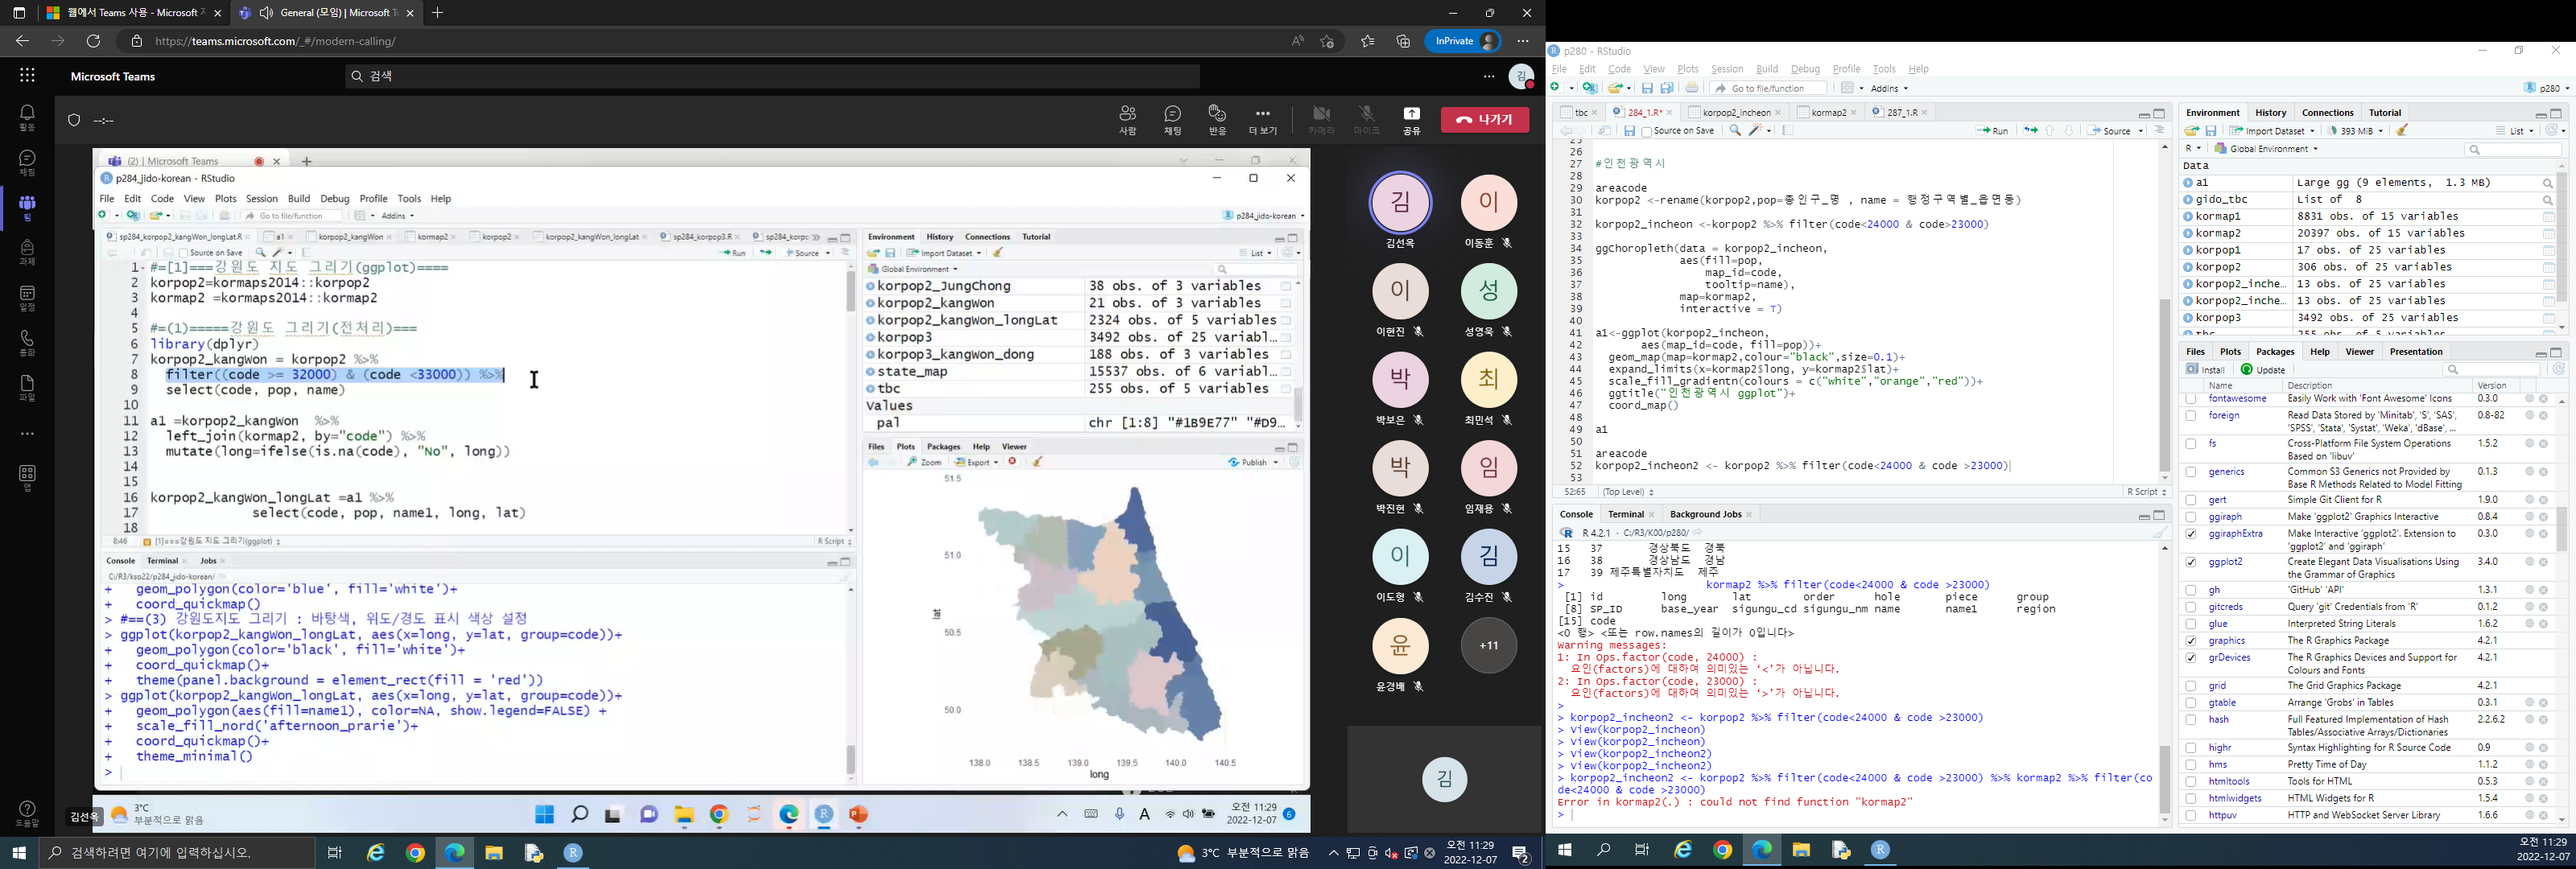 웹에서 Teams 사용 - Microsoft
General (모임) | Microsoft Te
https://teams.microsoft.com/_#/modern-calling/
InPrivate
Microsoft Teams
검색
김
사람
채팅
반응
더 보기
카메라
마이크
공유
나가기
활동
채팅
팀
과제
일정
통화
파일
앱
도움말
(2) | Microsoft Teams
p284_jido-korean - RStudio
File Edit Code View Plots Session Build Debug Profile Tools Help
Go to file/function
Addins
p284_jido-korean
sp284_korpop2_kangWon_longLat.R
a1
korpop2_kangWon
kormap2
korpop2
korpop2_kangWon_longLat
sp284_korpop3.R
sp284_korpo
Source on Save
Run
Source
1 #=[1]===강원도 지도 그리기(ggplot)====
2 korpop2=kormaps2014::korpop2
3 kormap2 =kormaps2014::kormap2
4
5 #=(1)=====강원도 그리기(전처리)===
6 library(dplyr)
7 korpop2_kangWon = korpop2 %>%
8 filter((code >= 32000) & (code <33000)) %>%
9 select(code, pop, name)
10
11 a1 =korpop2_kangWon %>%
12 left_join(kormap2, by="code") %>%
13 mutate(long=ifelse(is.na(code), "No", long))
14
15
16 korpop2_kangWon_longLat =a1 %>%
17 select(code, pop, name1, long, lat)
18
8:46
[1]===강원도 지도 그리기(ggplot)
R Script
Console Terminal Jobs
C:/R3/kso22/p284_jido-korean/
+ geom_polygon(color='blue', fill='white')+
+ coord_quickmap()
> #==(3) 강원도지도 그리기 : 바탕색, 위도/경도 표시 색상 설정
> ggplot(korpop2_kangWon_longLat, aes(x=long, y=lat, group=code))+
+ geom_polygon(color='black', fill='white')+
+ coord_quickmap()+
+ theme(panel.background = element_rect(fill = 'red'))
> ggplot(korpop2_kangWon_longLat, aes(x=long, y=lat, group=code))+
+ geom_polygon(aes(fill=name1), color=NA, show.legend=FALSE) +
+ scale_fill_nord('afternoon_prarie')+
+ coord_quickmap()+
+ theme_minimal()
>
Environment History Connections Tutorial
Import Dataset
List
Global Environment
korpop2_JungChong 38 obs. of 3 variables
korpop2_kangWon 21 obs. of 3 variables
korpop2_kangWon_longLat 2324 obs. of 5 variables
korpop3 3492 obs. of 25 variabl...
korpop3_kangWon_dong 188 obs. of 3 variables
state_map 15537 obs. of 6 variabl...
tbc 255 obs. of 5 variables
Values
pal chr [1:8] "#1B9E77" "#D9...
Files Plots Packages Help Viewer
Zoom Export Publish
51.5
51.0
50.5
50.0
lat
138.0 138.5 139.0 139.5 140.0 140.5
long
김선옥
3°C
부분적으로 맑음
오전 11:29
2022-12-07
김 김선옥
이 이동훈
이 이현진
성 성영욱
박 박보은
최 최민석
박 박진현
임 임재용
이 이도형
김 김수진
윤 윤경배
+11
김
검색하려면 여기에 입력하십시오.
3°C 부분적으로 맑음
오전 11:29
2022-12-07
p280 - RStudio
File Edit Code View Plots Session Build Debug Profile Tools Help
Go to file/function
Addins
p280
tbc
284_1.R*
korpop2_incheon
kormap2
287_1.R
Source on Save
Run
Source
25
26
27 #인천광역시
28
29 areacode
30 korpop2 <-rename(korpop2,pop=총인구_명 , name = 행정구역별_읍면동)
31
32 korpop2_incheon <-korpop2 %>% filter(code<24000 & code>23000)
33
34 ggChoropleth(data = korpop2_incheon,
35 aes(fill=pop,
36 map_id=code,
37 tooltip=name),
38 map=kormap2,
39 interactive = T)
40
41 a1<-ggplot(korpop2_incheon,
42 aes(map_id=code, fill=pop))+
43 geom_map(map=kormap2,colour="black",size=0.1)+
44 expand_limits(x=kormap2$long, y=kormap2$lat)+
45 scale_fill_gradientn(colours = c("white","orange","red"))+
46 ggtitle("인천광역시 ggplot")+
47 coord_map()
48
49 a1
50
51 areacode
52 korpop2_incheon2 <- korpop2 %>% filter(code<24000 & code >23000)
53
52:65 (Top Level) R Script
Console Terminal Background Jobs
R 4.2.1 · C:/R3/K00/p280/
15 37 경상북도 경북
16 38 경상남도 경남
17 39 제주특별자치도 제주
> kormap2 %>% filter(code<24000 & code >23000)
[1] id long lat order hole piece group
[8] SP_ID base_year sigungu_cd sigungu_nm name name1 region
[15] code
<0 행> <또는 row.names의 길이가 0입니다>
Warning messages:
1: In Ops.factor(code, 24000) :
요인(factors)에 대하여 의미있는 ‘<’가 아닙니다.
2: In Ops.factor(code, 23000) :
요인(factors)에 대하여 의미있는 ‘>’가 아닙니다.
>
> korpop2_incheon2 <- korpop2 %>% filter(code<24000 & code >23000)
> View(korpop2_incheon)
> View(korpop2_incheon)
> View(korpop2_incheon2)
> View(korpop2_incheon2)
> korpop2_incheon2 <- korpop2 %>% filter(code<24000 & code >23000) %>% kormap2 %>% filter(co
de<24000 & code >23000)
Error in kormap2(.) : could not find function "kormap2"
>
Environment History Connections Tutorial
Import Dataset 393 MiB List
R Global Environment
Data
a1 Large gg (9 elements, 1.3 MB)
gido_tbc List of 8
kormap1 8831 obs. of 15 variables
kormap2 20397 obs. of 15 variables
korpop1 17 obs. of 25 variables
korpop2 306 obs. of 25 variables
korpop2_inche... 13 obs. of 25 variables
korpop2_inche... 13 obs. of 25 variables
korpop3 3492 obs. of 25 variables
tbc 255 obs. of 5 variables
Files Plots Packages Help Viewer Presentation
Install Update
Name Description Version
fontawesome Easily Work with 'Font Awesome' Icons 0.3.0
foreign Read Data Stored by 'Minitab', 'S', 'SAS', 'SPSS', 'Stata', 'Systat', 'Weka', 'dBase', ... 0.8-82
fs Cross-Platform File System Operations Based on 'libuv' 1.5.2
generics Common S3 Generics not Provided by Base R Methods Related to Model Fitting 0.1.3
gert Simple Git Client for R 1.9.0
ggiraph Make 'ggplot2' Graphics Interactive 0.8.4
ggiraphExtra Make Interactive 'ggplot2'. Extension to 'ggplot2' and 'ggiraph' 0.3.0
ggplot2 Create Elegant Data Visualisations Using the Grammar of Graphics 3.4.0
gh 'GitHub' 'API' 1.3.1
gitcreds Query 'git' Credentials from 'R' 0.1.2
glue Interpreted String Literals 1.6.2
graphics The R Graphics Package 4.2.1
grDevices The R Graphics Devices and Support for Colours and Fonts 4.2.1
grid The Grid Graphics Package 4.2.1
gtable Arrange 'Grobs' in Tables 0.3.1
hash Full Featured Implementation of Hash Tables/Associative Arrays/Dictionaries 2.2.6.2
highr Syntax Highlighting for R Source Code 0.9
hms Pretty Time of Day 1.1.2
htmltools Tools for HTML 0.5.3
htmlwidgets HTML Widgets for R 1.5.4
httpuv HTTP and WebSocket Server Library 1.6.6
오전 11:29
2022-12-07